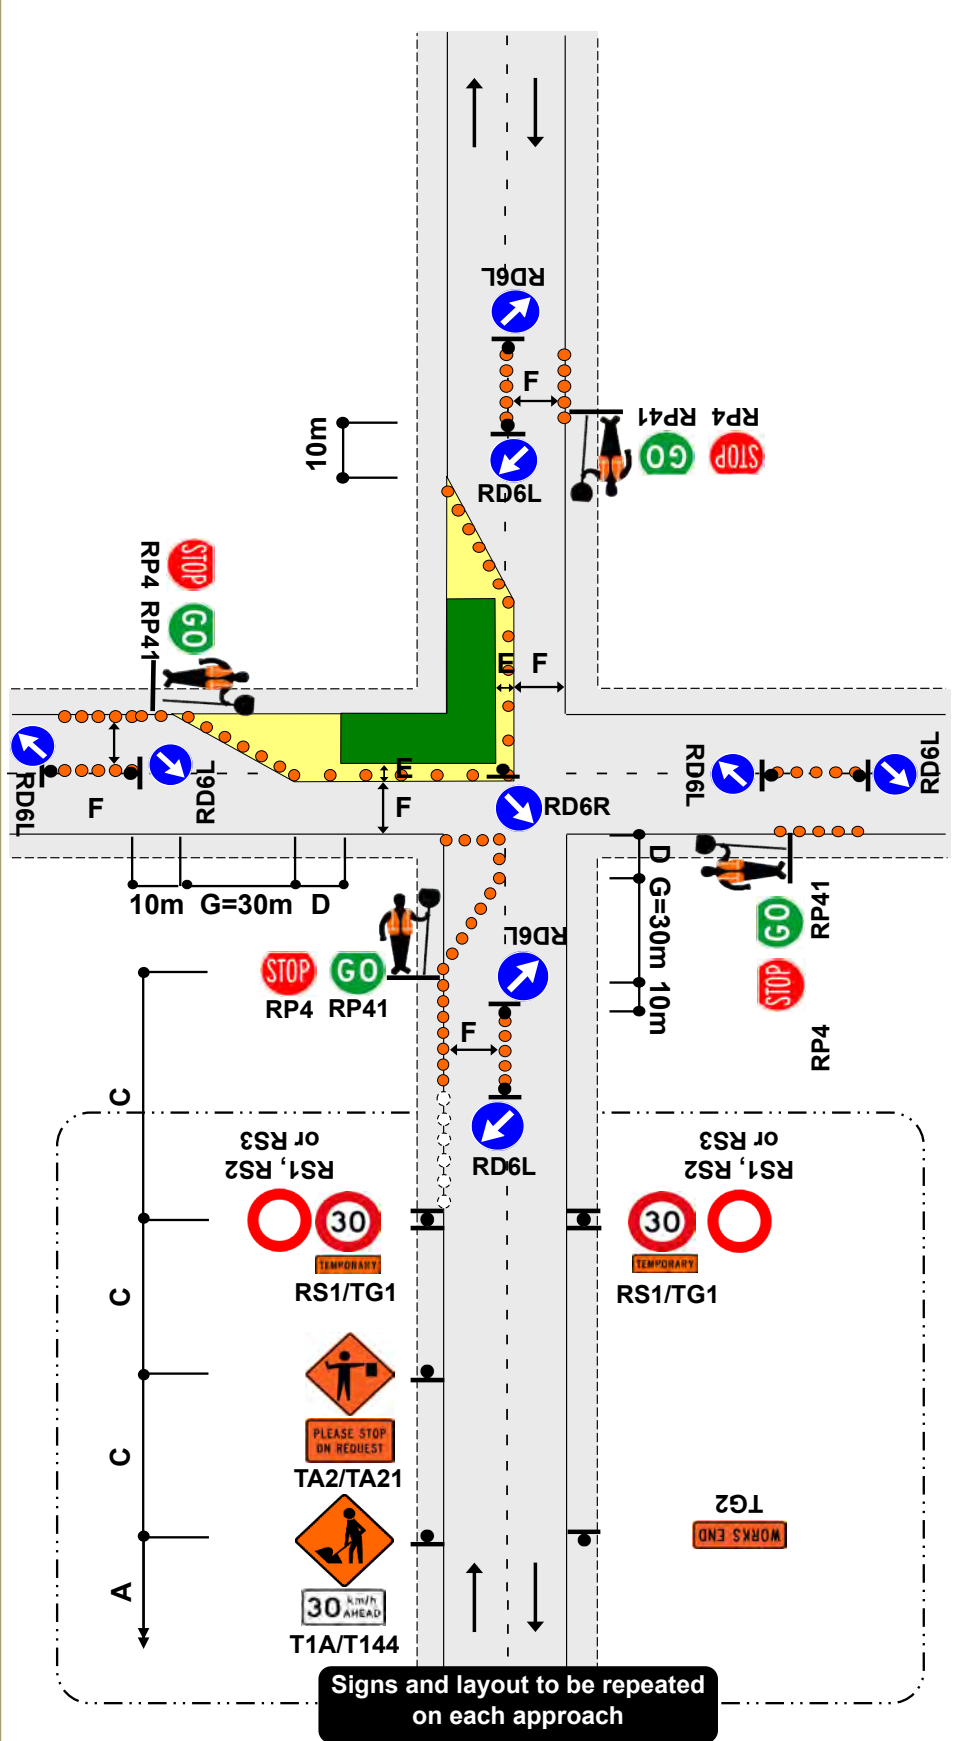 RD6L
F
RP41 RP4
GO STOP
10m
RD6L
STOP
RP4
GO
RP41
E F
RD6L
RD6L
F
E
F
RD6R
RD6L
RD6L
10m G=30m D
D G=30m 10m
GO
RP41
STOP
RP4
RD6L
STOP GO
RP4 RP41
F
C
RS1, RS2
or RS3
RS1, RS2
or RS3
RD6L
30
TEMPORARY
RS1/TG1
30
TEMPORARY
RS1/TG1
C
PLEASE STOP
ON REQUEST
TA2/TA21
C
TG2
WORKS END
A
30 km/h
AHEAD
T1A/T144
Signs and layout to be repeated
on each approach